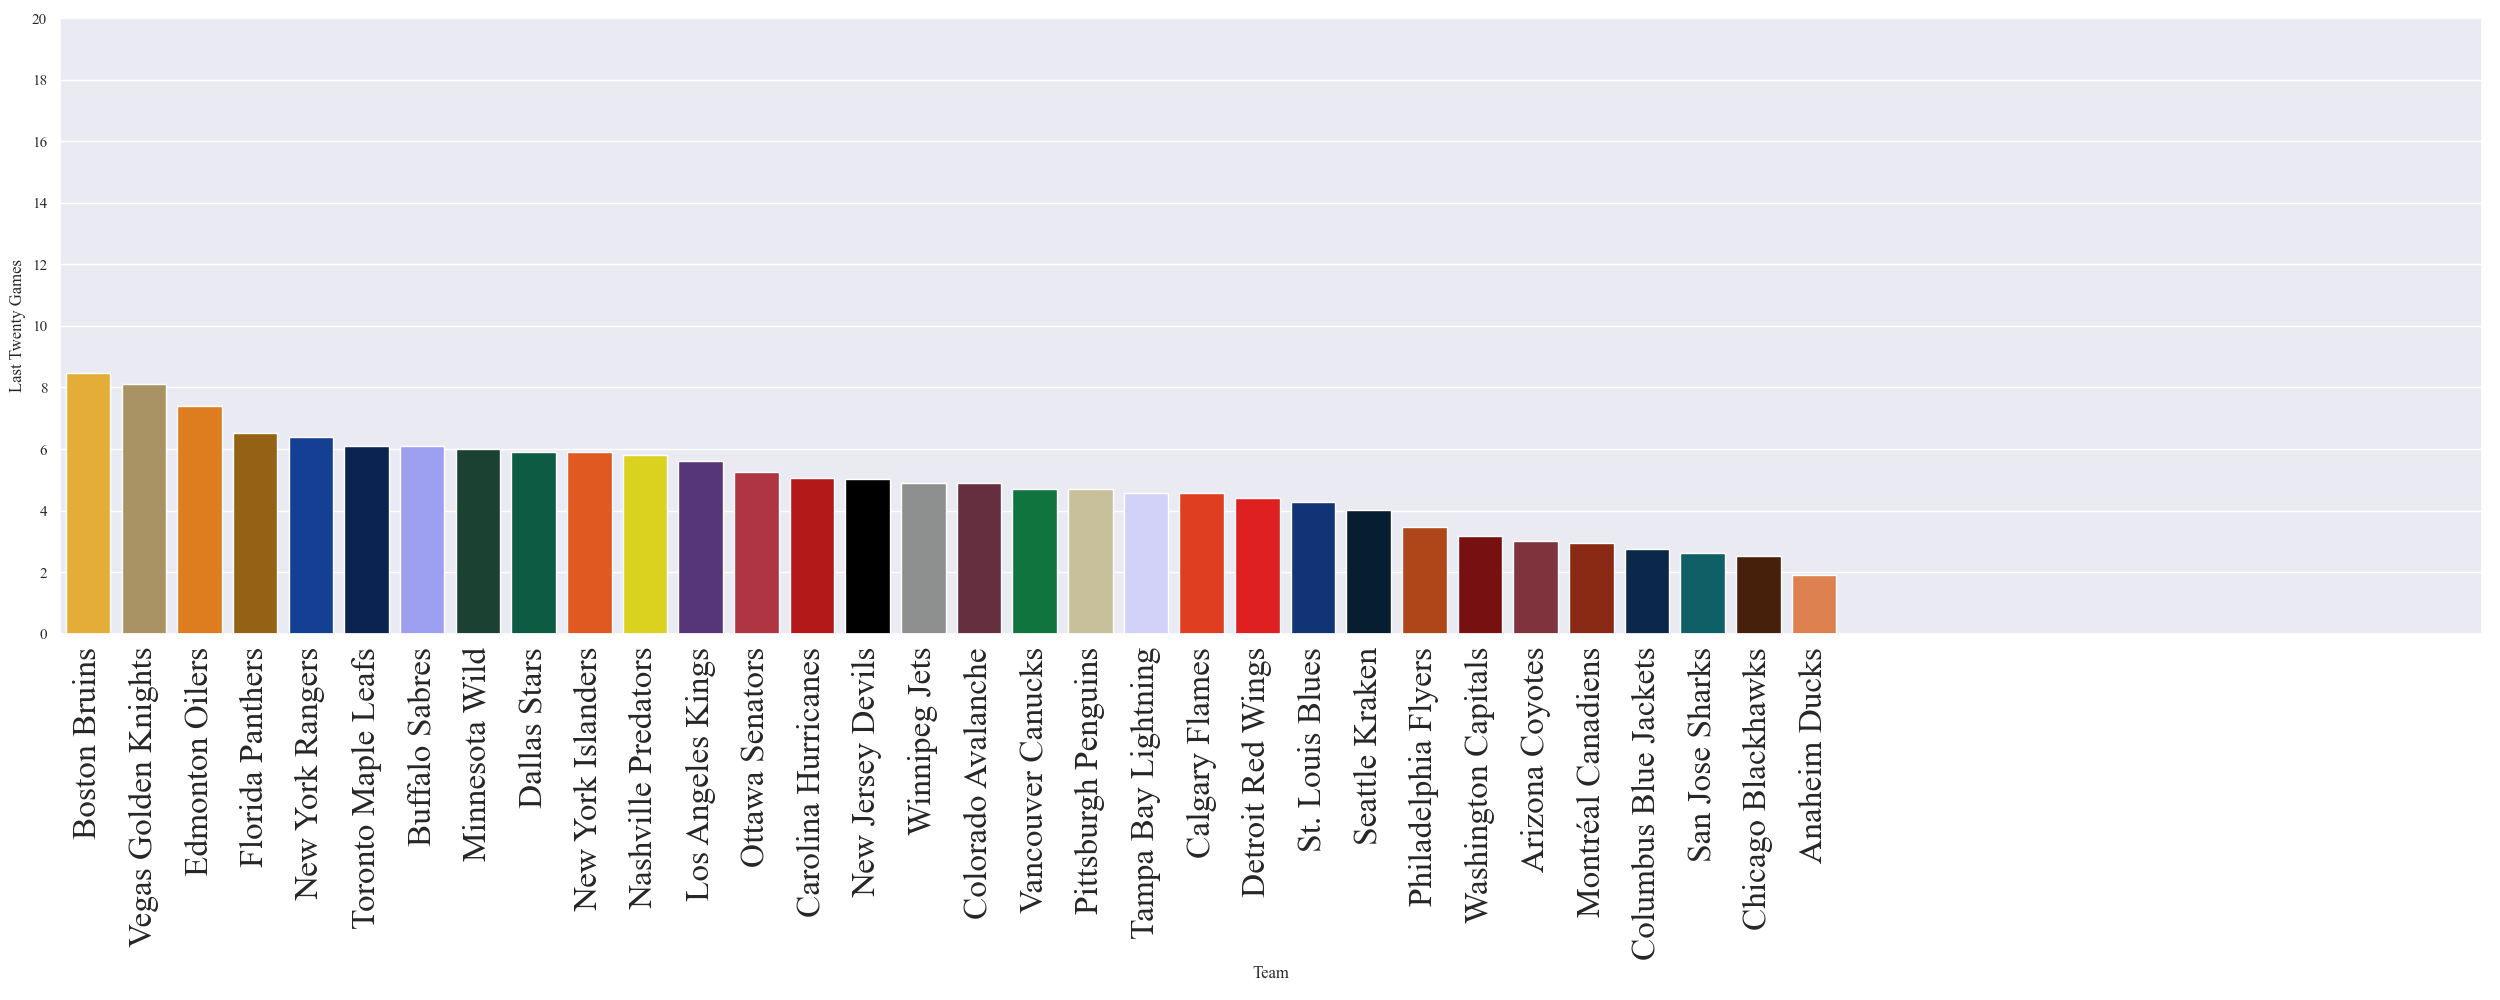 20
18
16
14
12
10
8
6
4
2
0
Last Twenty Games
Boston Bruins
Vegas Golden Knights
Edmonton Oilers
Florida Panthers
New York Rangers
Toronto Maple Leafs
Buffalo Sabres
Minnesota Wild
Dallas Stars
New York Islanders
Nashville Predators
Los Angeles Kings
Ottawa Senators
Carolina Hurricanes
New Jersey Devils
Winnipeg Jets
Colorado Avalanche
Vancouver Canucks
Pittsburgh Penguins
Tampa Bay Lightning
Calgary Flames
Detroit Red Wings
St. Louis Blues
Seattle Kraken
Philadelphia Flyers
Washington Capitals
Arizona Coyotes
Montréal Canadiens
Columbus Blue Jackets
San Jose Sharks
Chicago Blackhawks
Anaheim Ducks
Team